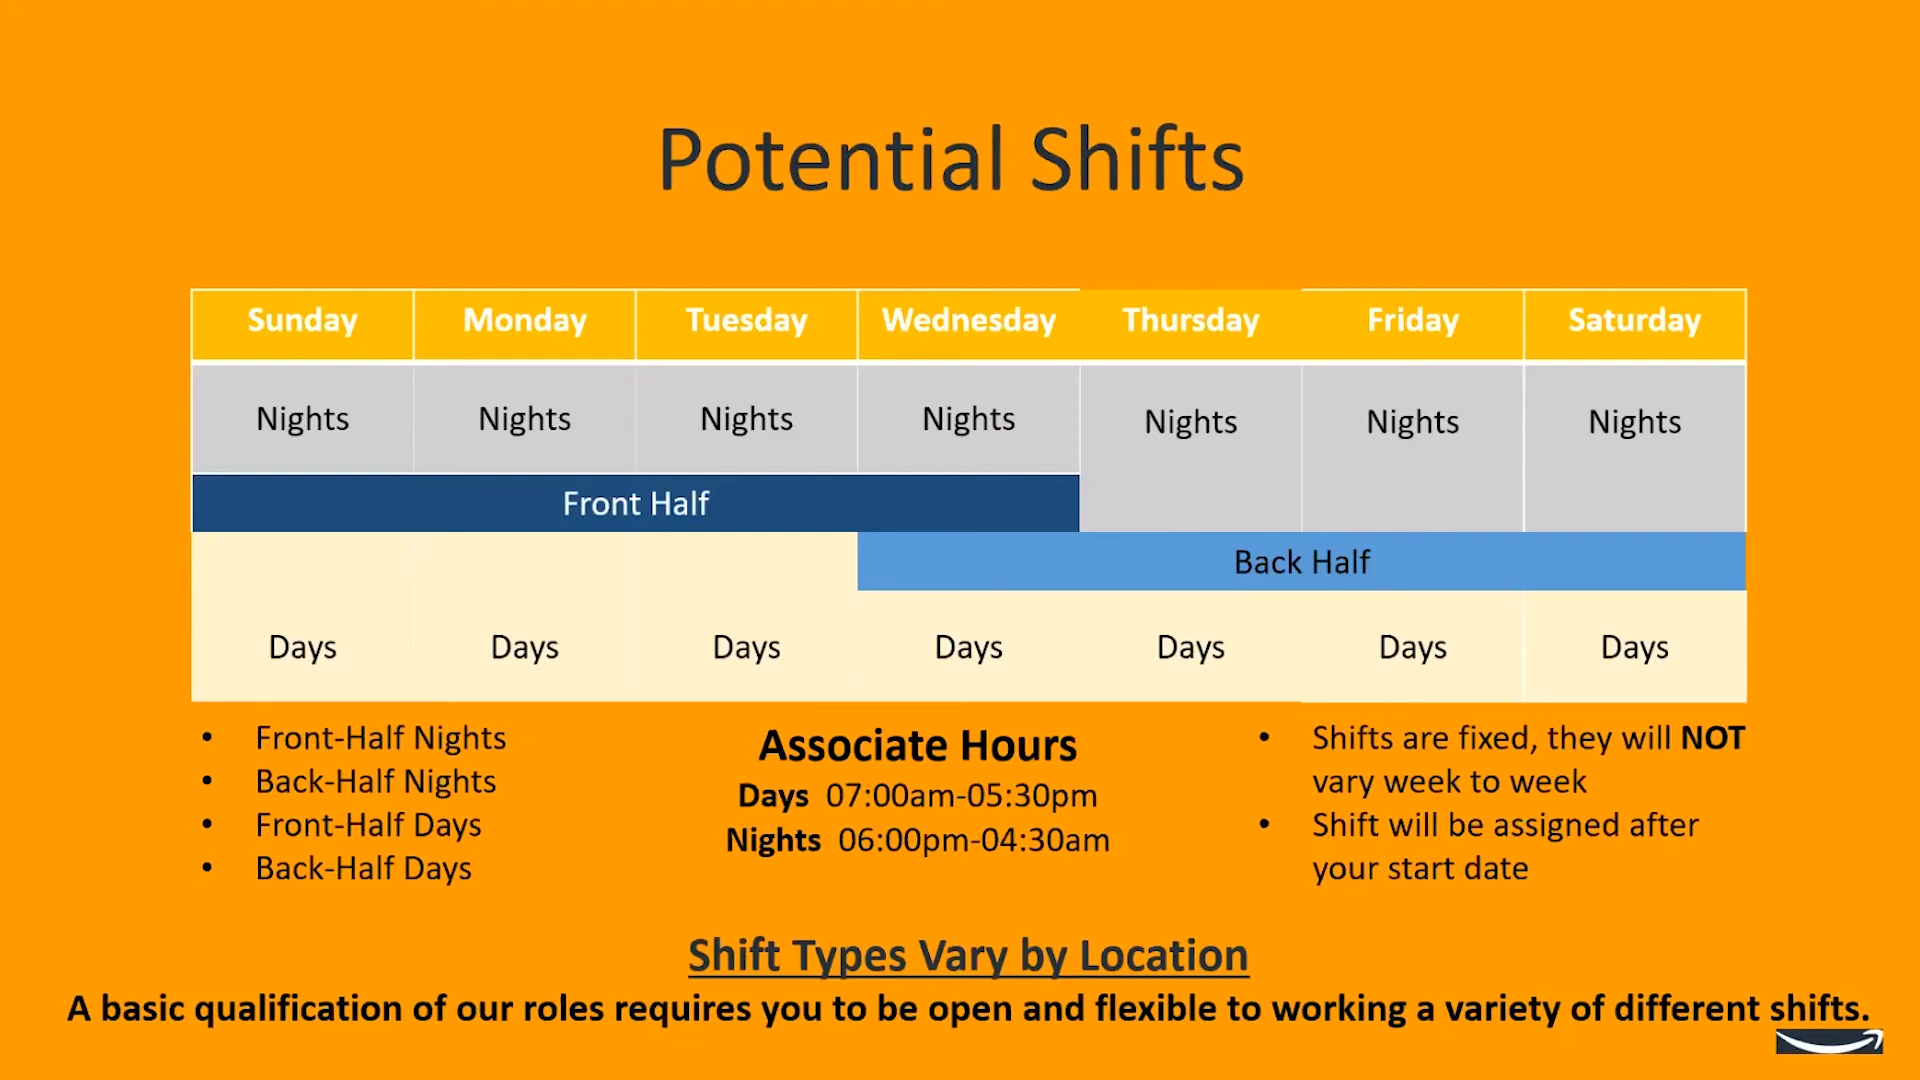 Potential Shifts
Sunday Monday Tuesday Wednesday Thursday Friday Saturday
Nights Nights Nights Nights Nights Nights Nights
Front Half
Back Half
Days Days Days Days Days Days Days
• Front-Half Nights
• Back-Half Nights
• Front-Half Days
• Back-Half Days
Associate Hours
Days 07:00am-05:30pm
Nights 06:00pm-04:30am
• Shifts are fixed, they will NOT
vary week to week
• Shift will be assigned after
your start date
Shift Types Vary by Location
A basic qualification of our roles requires you to be open and flexible to working a variety of different shifts.